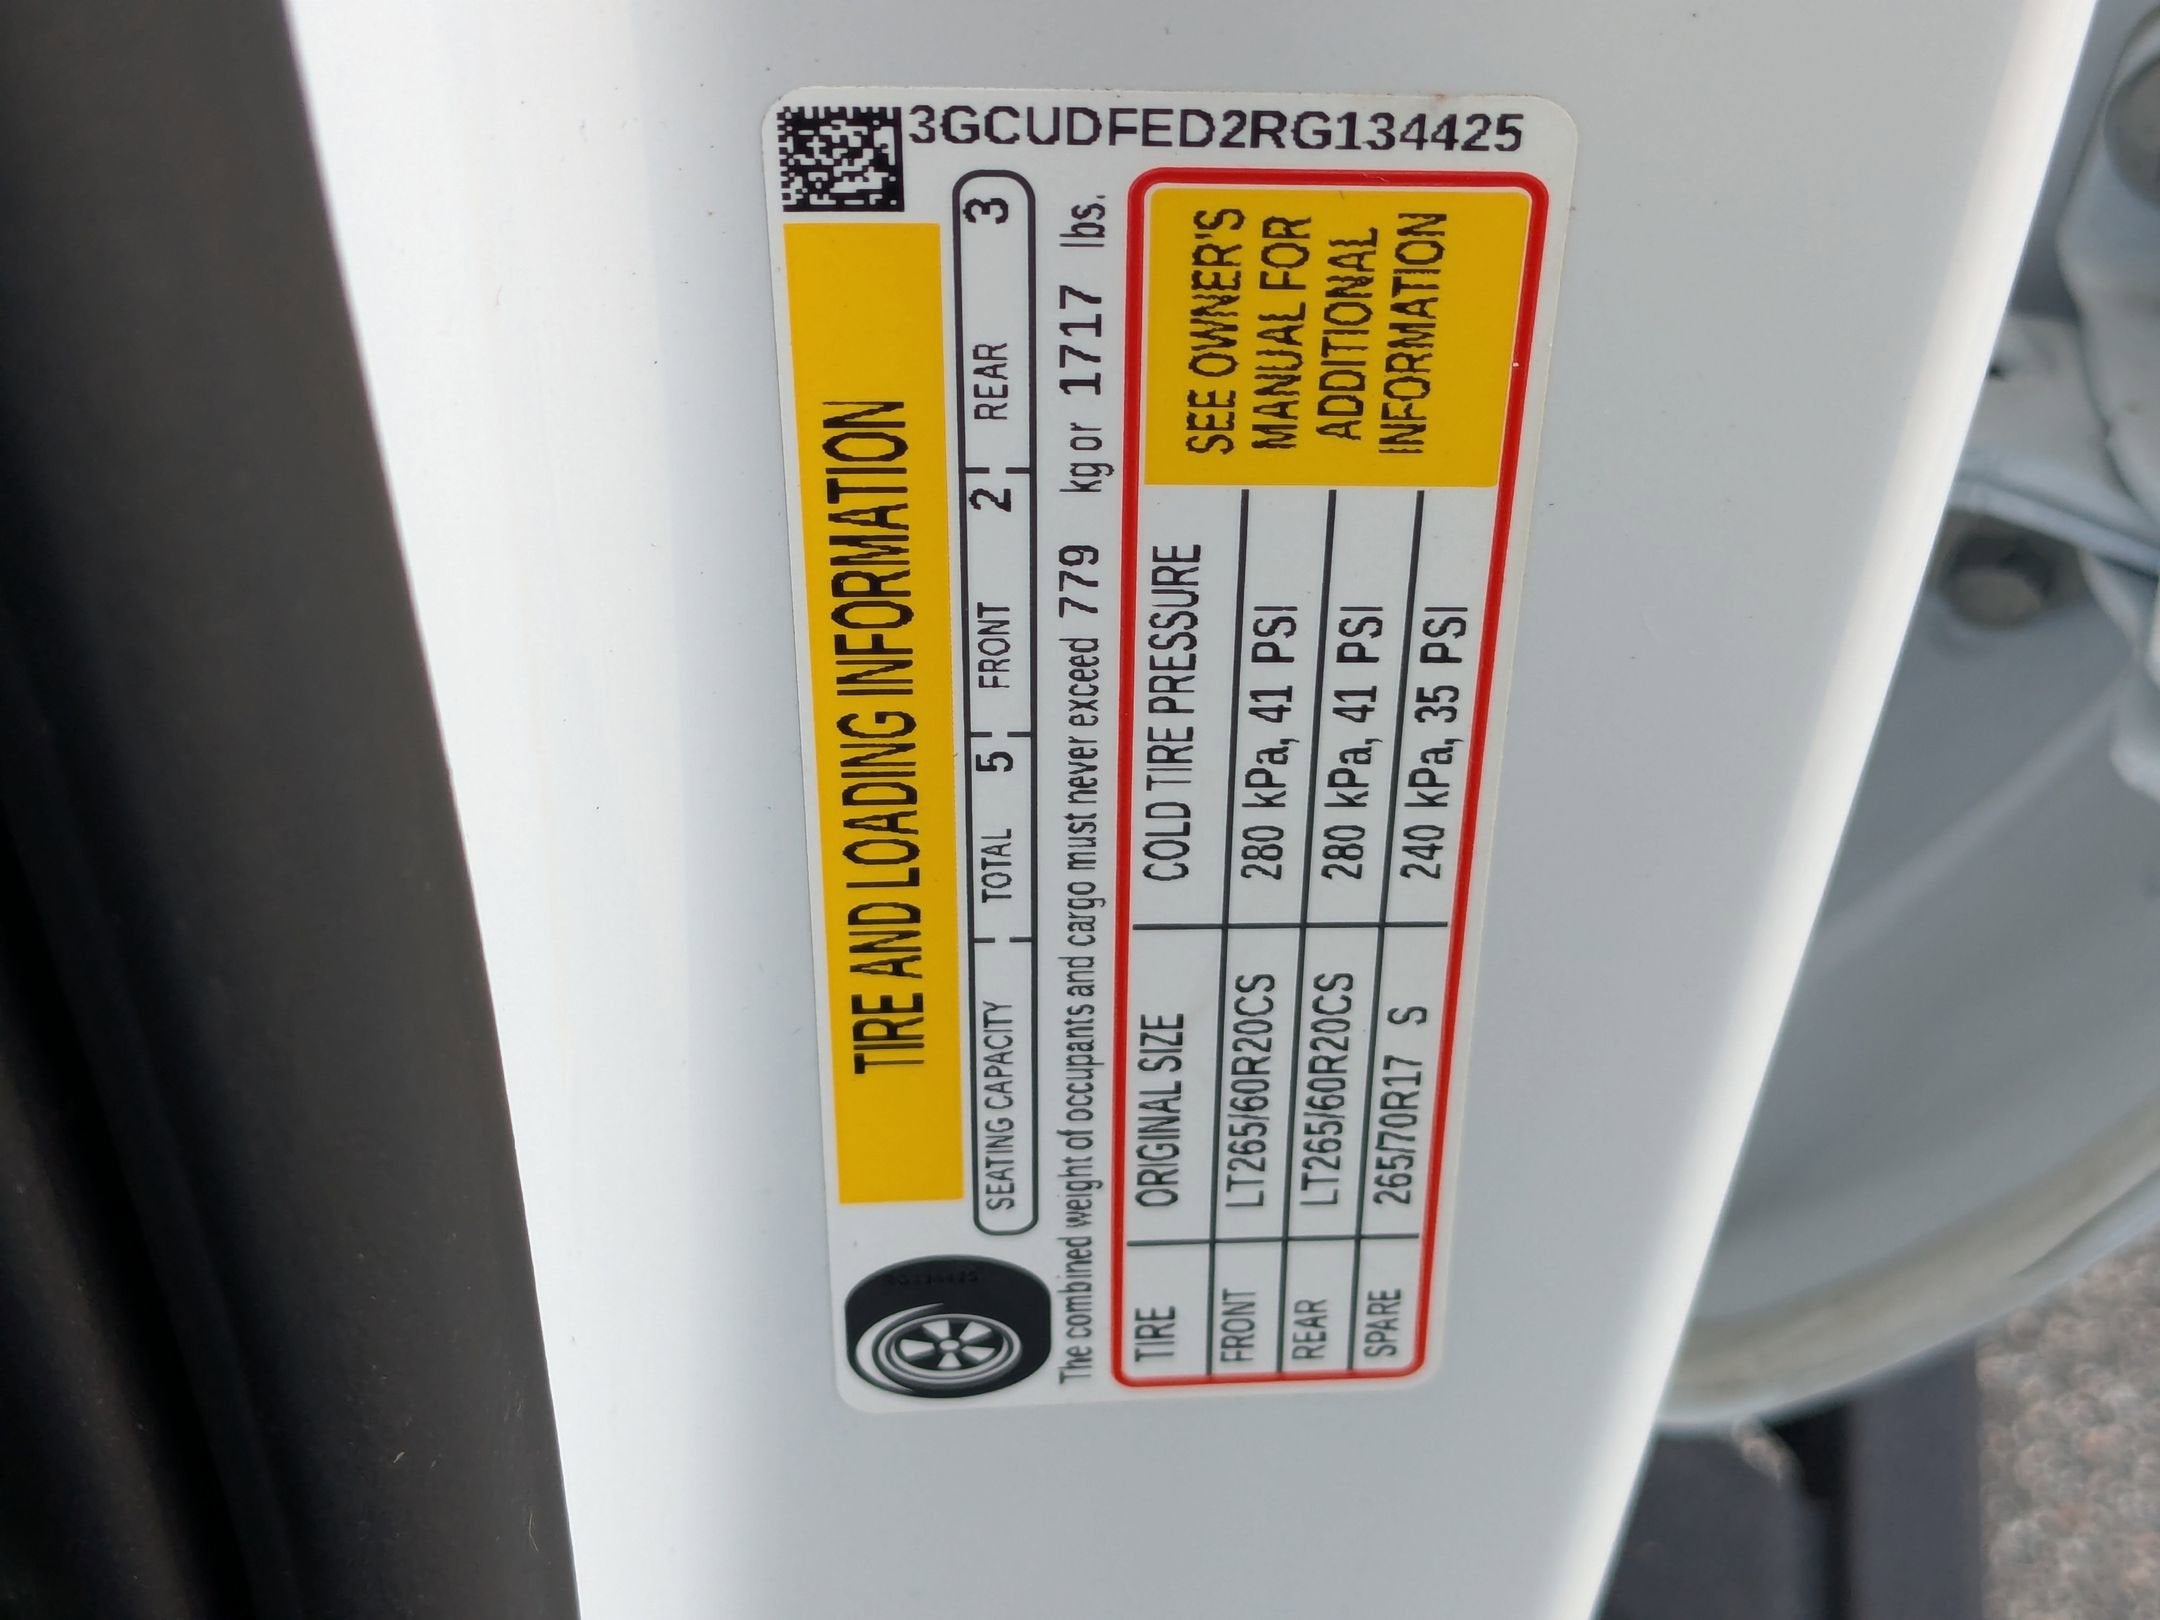 3GCUDFED2RG134425
TIRE AND LOADING INFORMATION
SEATING CAPACITY TOTAL 5 FRONT 2 REAR 3
The combined weight of occupants and cargo must never exceed 779 kg or 1717 lbs.
TIRE ORIGINAL SIZE COLD TIRE PRESSURE
FRONT LT265/60R20CS 280 kPa, 41 PSI
REAR LT265/60R20CS 280 kPa, 41 PSI
SPARE 265/70R17 S 240 kPa, 35 PSI
SEE OWNER'S
MANUAL FOR
ADDITIONAL
INFORMATION